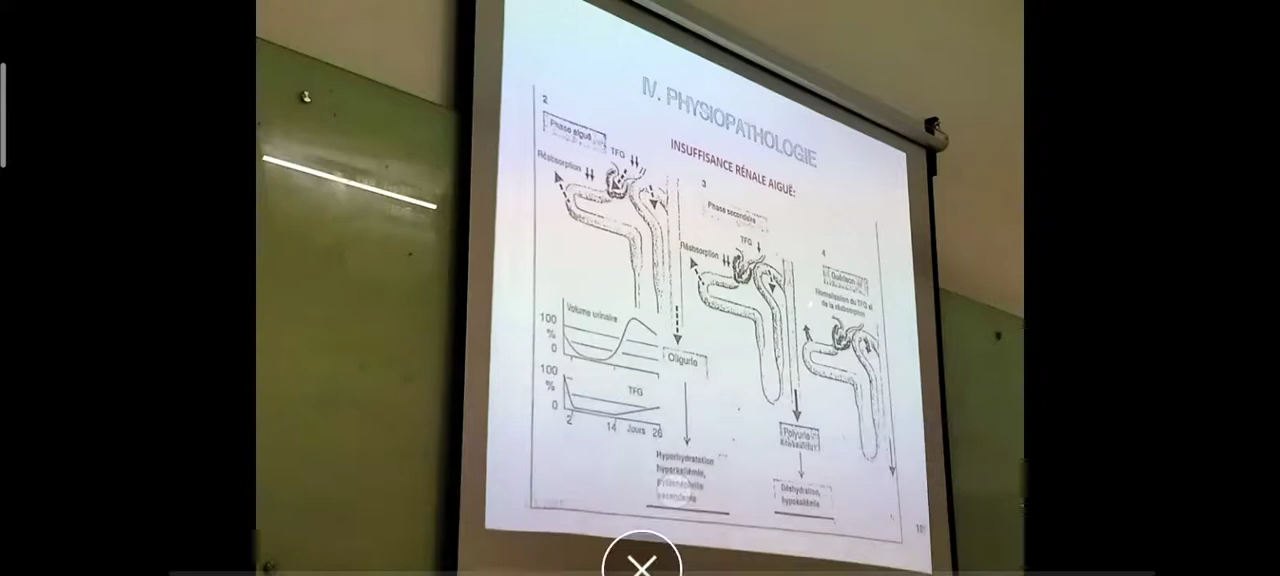 IV. PHYSIOPATHOLOGIE
INSUFFISANCE RÉNALE AIGUË:
2
Phase aiguë
TFG
Réabsorption
Volume urinaire
100
%
0
100
%
0
TFG
2
14
Jours
28
Oligurie
Hyperhydratation
hyperkaliémie,
3
Phase secondaire
TFG
Réabsorption
Polyurie
Déshydration,
hypokaliémie
4
Guérison
Normalisation du TFG et
de la réabsorption